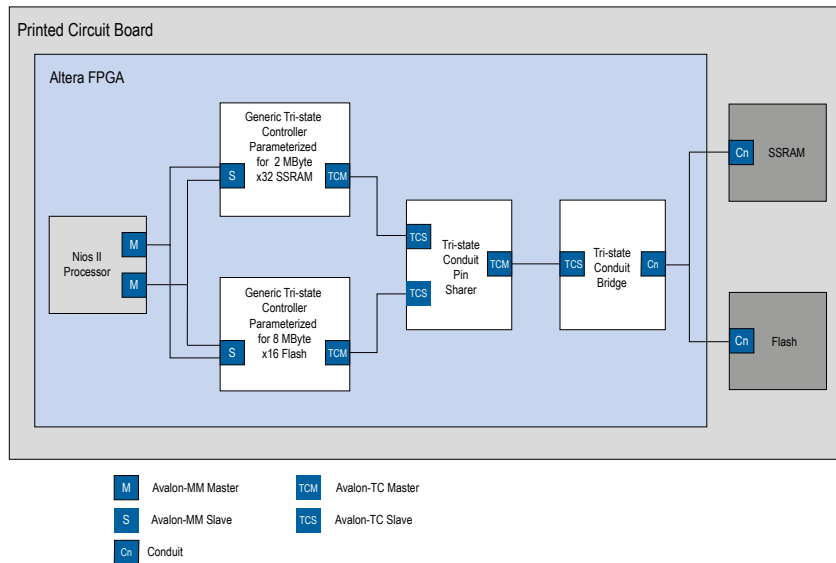 Printed Circuit Board
Altera FPGA
Generic Tri-state
Controller
Parameterized
for 2 MByte
x32 SSRAM
S
TCM
Nios II
Processor
M
M
Generic Tri-state
Controller
Parameterized
for 8 MByte
x16 Flash
S
TCM
TCS
TCS
Tri-state
Conduit
Pin
Sharer
TCM
TCS
Tri-state
Conduit
Bridge
Cn
Cn
SSRAM
Cn
Flash
M
Avalon-MM Master
TCM
Avalon-TC Master
S
Avalon-MM Slave
TCS
Avalon-TC Slave
Cn
Conduit